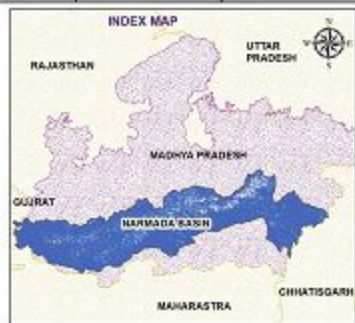 INDEX MAP
UTTAR
PRADESH
RAJASTHAN
MADHYA PRADESH
GUJRAT
NARMADA BASIN
CHHATISGARH
MAHARASTRA